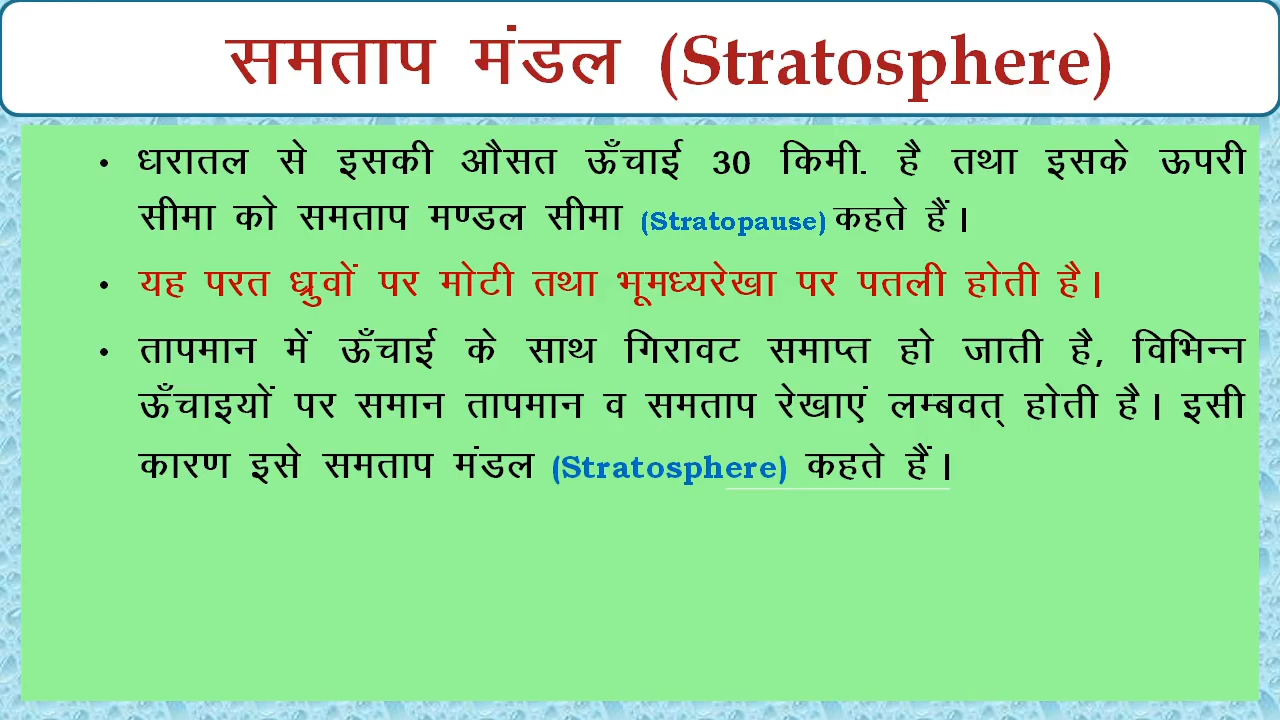 समताप मंडल (Stratosphere)
• धरातल से इसकी औसत ऊँचाई 30 किमी. है तथा इसके ऊपरी
सीमा को समताप मण्डल सीमा (Stratopause) कहते हैं।
• यह परत ध्रुवों पर मोटी तथा भूमध्यरेखा पर पतली होती है।
• तापमान में ऊँचाई के साथ गिरावट समाप्त हो जाती है, विभिन्न
ऊँचाइयों पर समान तापमान व समताप रेखाएं लम्बवत् होती है। इसी
कारण इसे समताप मंडल (Stratosphere) कहते हैं।